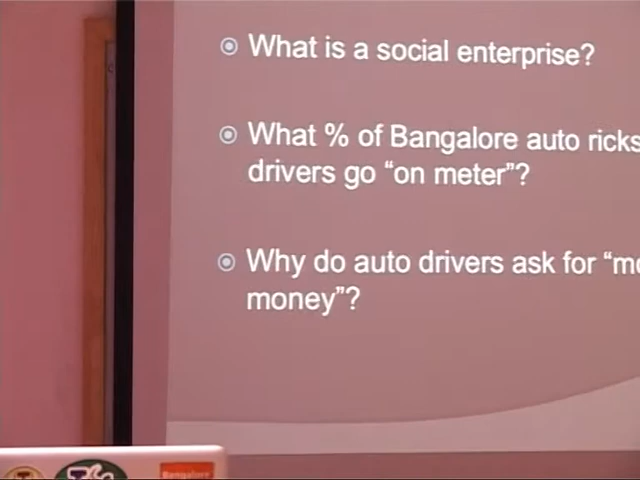 What is a social enterprise?
What % of Bangalore auto ricks
drivers go “on meter”?
Why do auto drivers ask for “mo
money”?
Bangalore